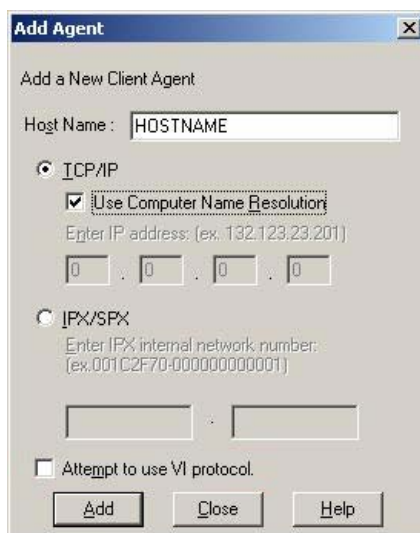 Add Agent
Add a New Client Agent
Host Name : HOSTNAME
TCP/IP
Use Computer Name Resolution
Enter IP address: (ex. 132.123.23.201)
0 . 0 . 0 . 0
IPX/SPX
Enter IPX internal network number:
(ex.001C2F70-000000000001)
.
Attempt to use VI protocol.
Add Close Help